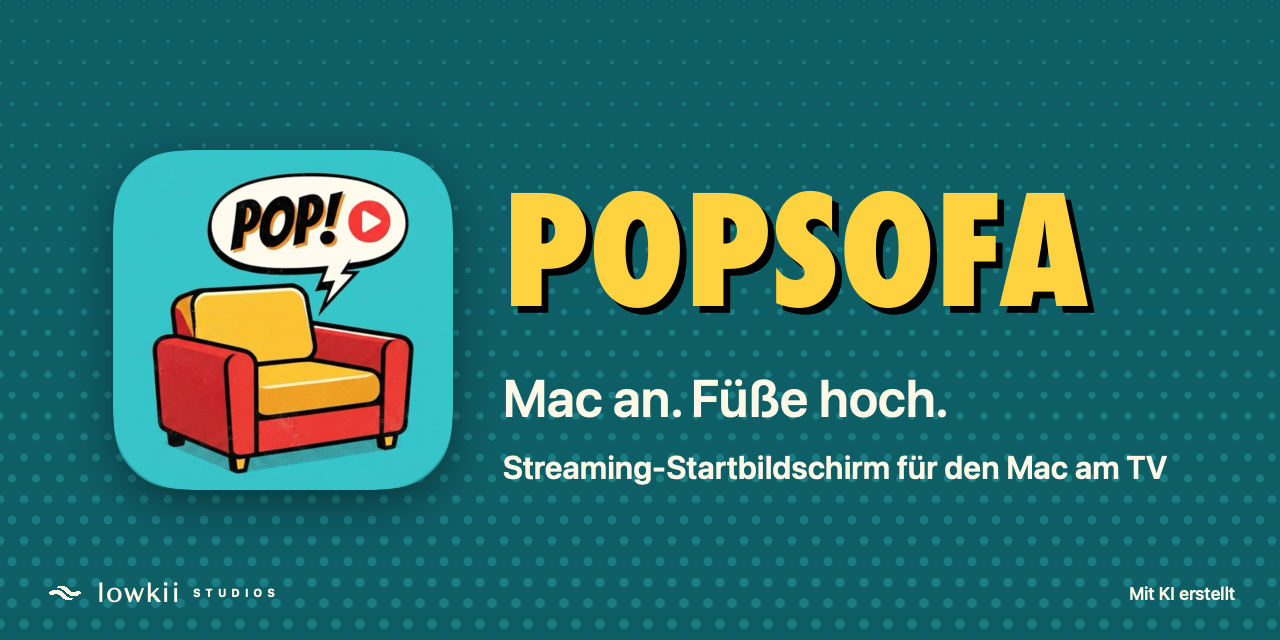 POP!
POPSOFA
Mac an. Füße hoch.
Streaming-Startbildschirm für den Mac am TV
lowkii STUDIOS
Mit KI erstellt